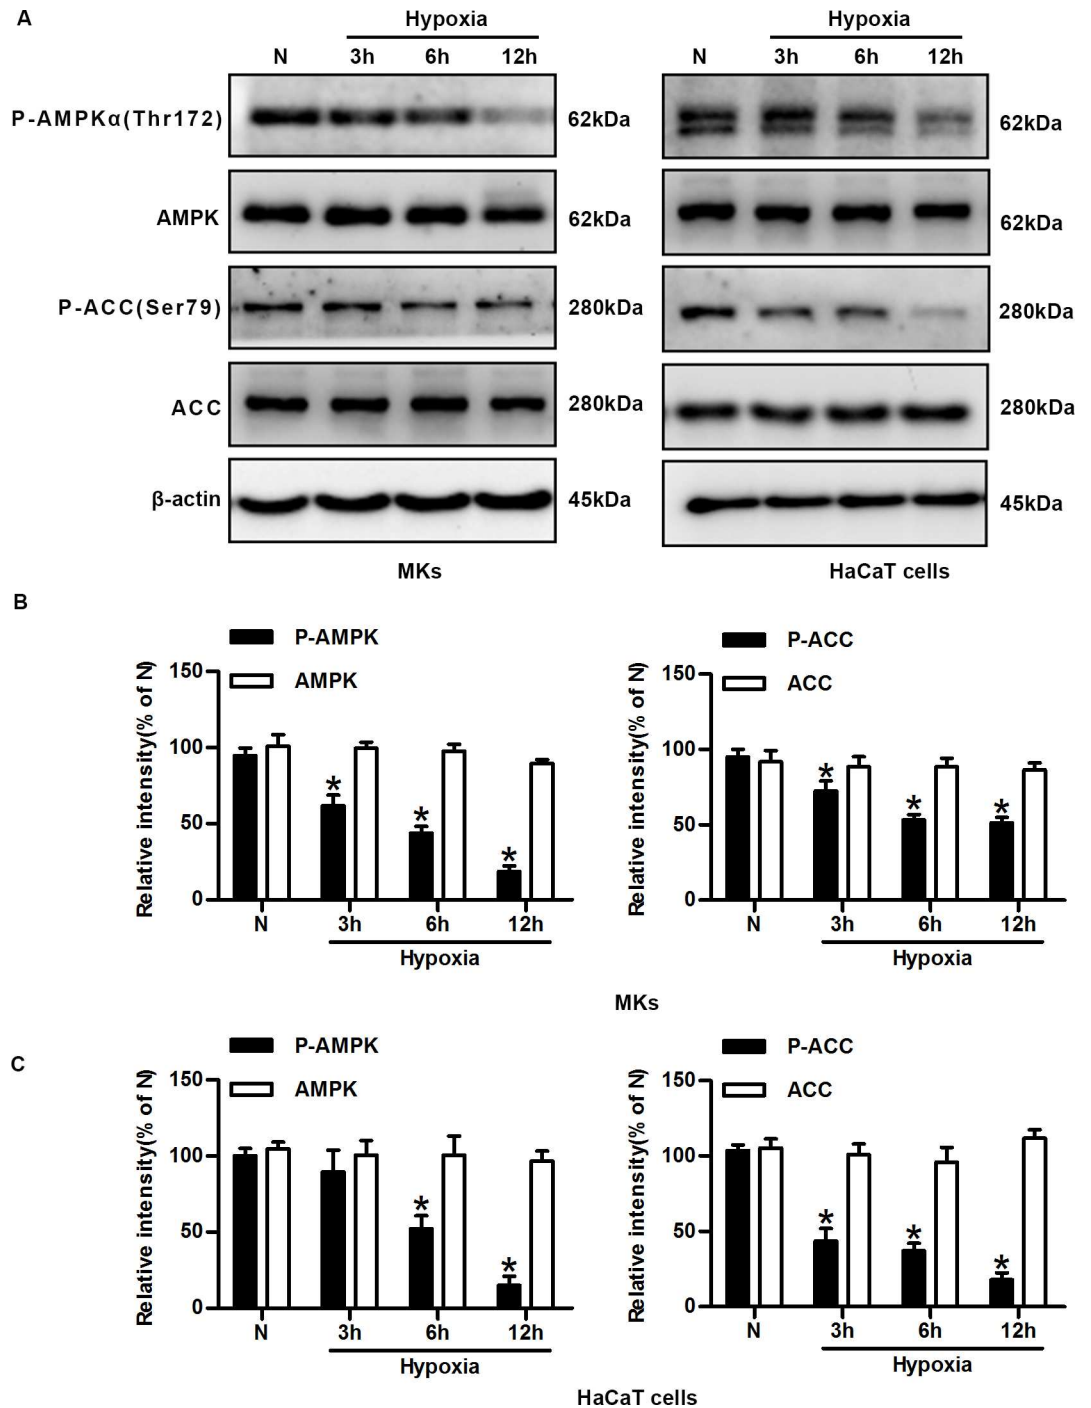 A
Hypoxia
Hypoxia
N 3h 6h 12h
N 3h 6h 12h
P-AMPKα(Thr172) 62kDa 62kDa
AMPK 62kDa 62kDa
P-ACC(Ser79) 280kDa 280kDa
ACC 280kDa 280kDa
β-actin 45kDa 45kDa
MKs
HaCaT cells
B
P-AMPK
AMPK
Relative intensity(% of N)
150
100
50
0
* * *
N 3h 6h 12h
Hypoxia
P-ACC
ACC
Relative intensity(% of N)
150
100
50
0
* * *
N 3h 6h 12h
Hypoxia
MKs
C
P-AMPK
AMPK
Relative intensity(% of N)
150
100
50
0
* *
N 3h 6h 12h
Hypoxia
P-ACC
ACC
Relative intensity(% of N)
150
100
50
0
* * *
N 3h 6h 12h
Hypoxia
HaCaT cells